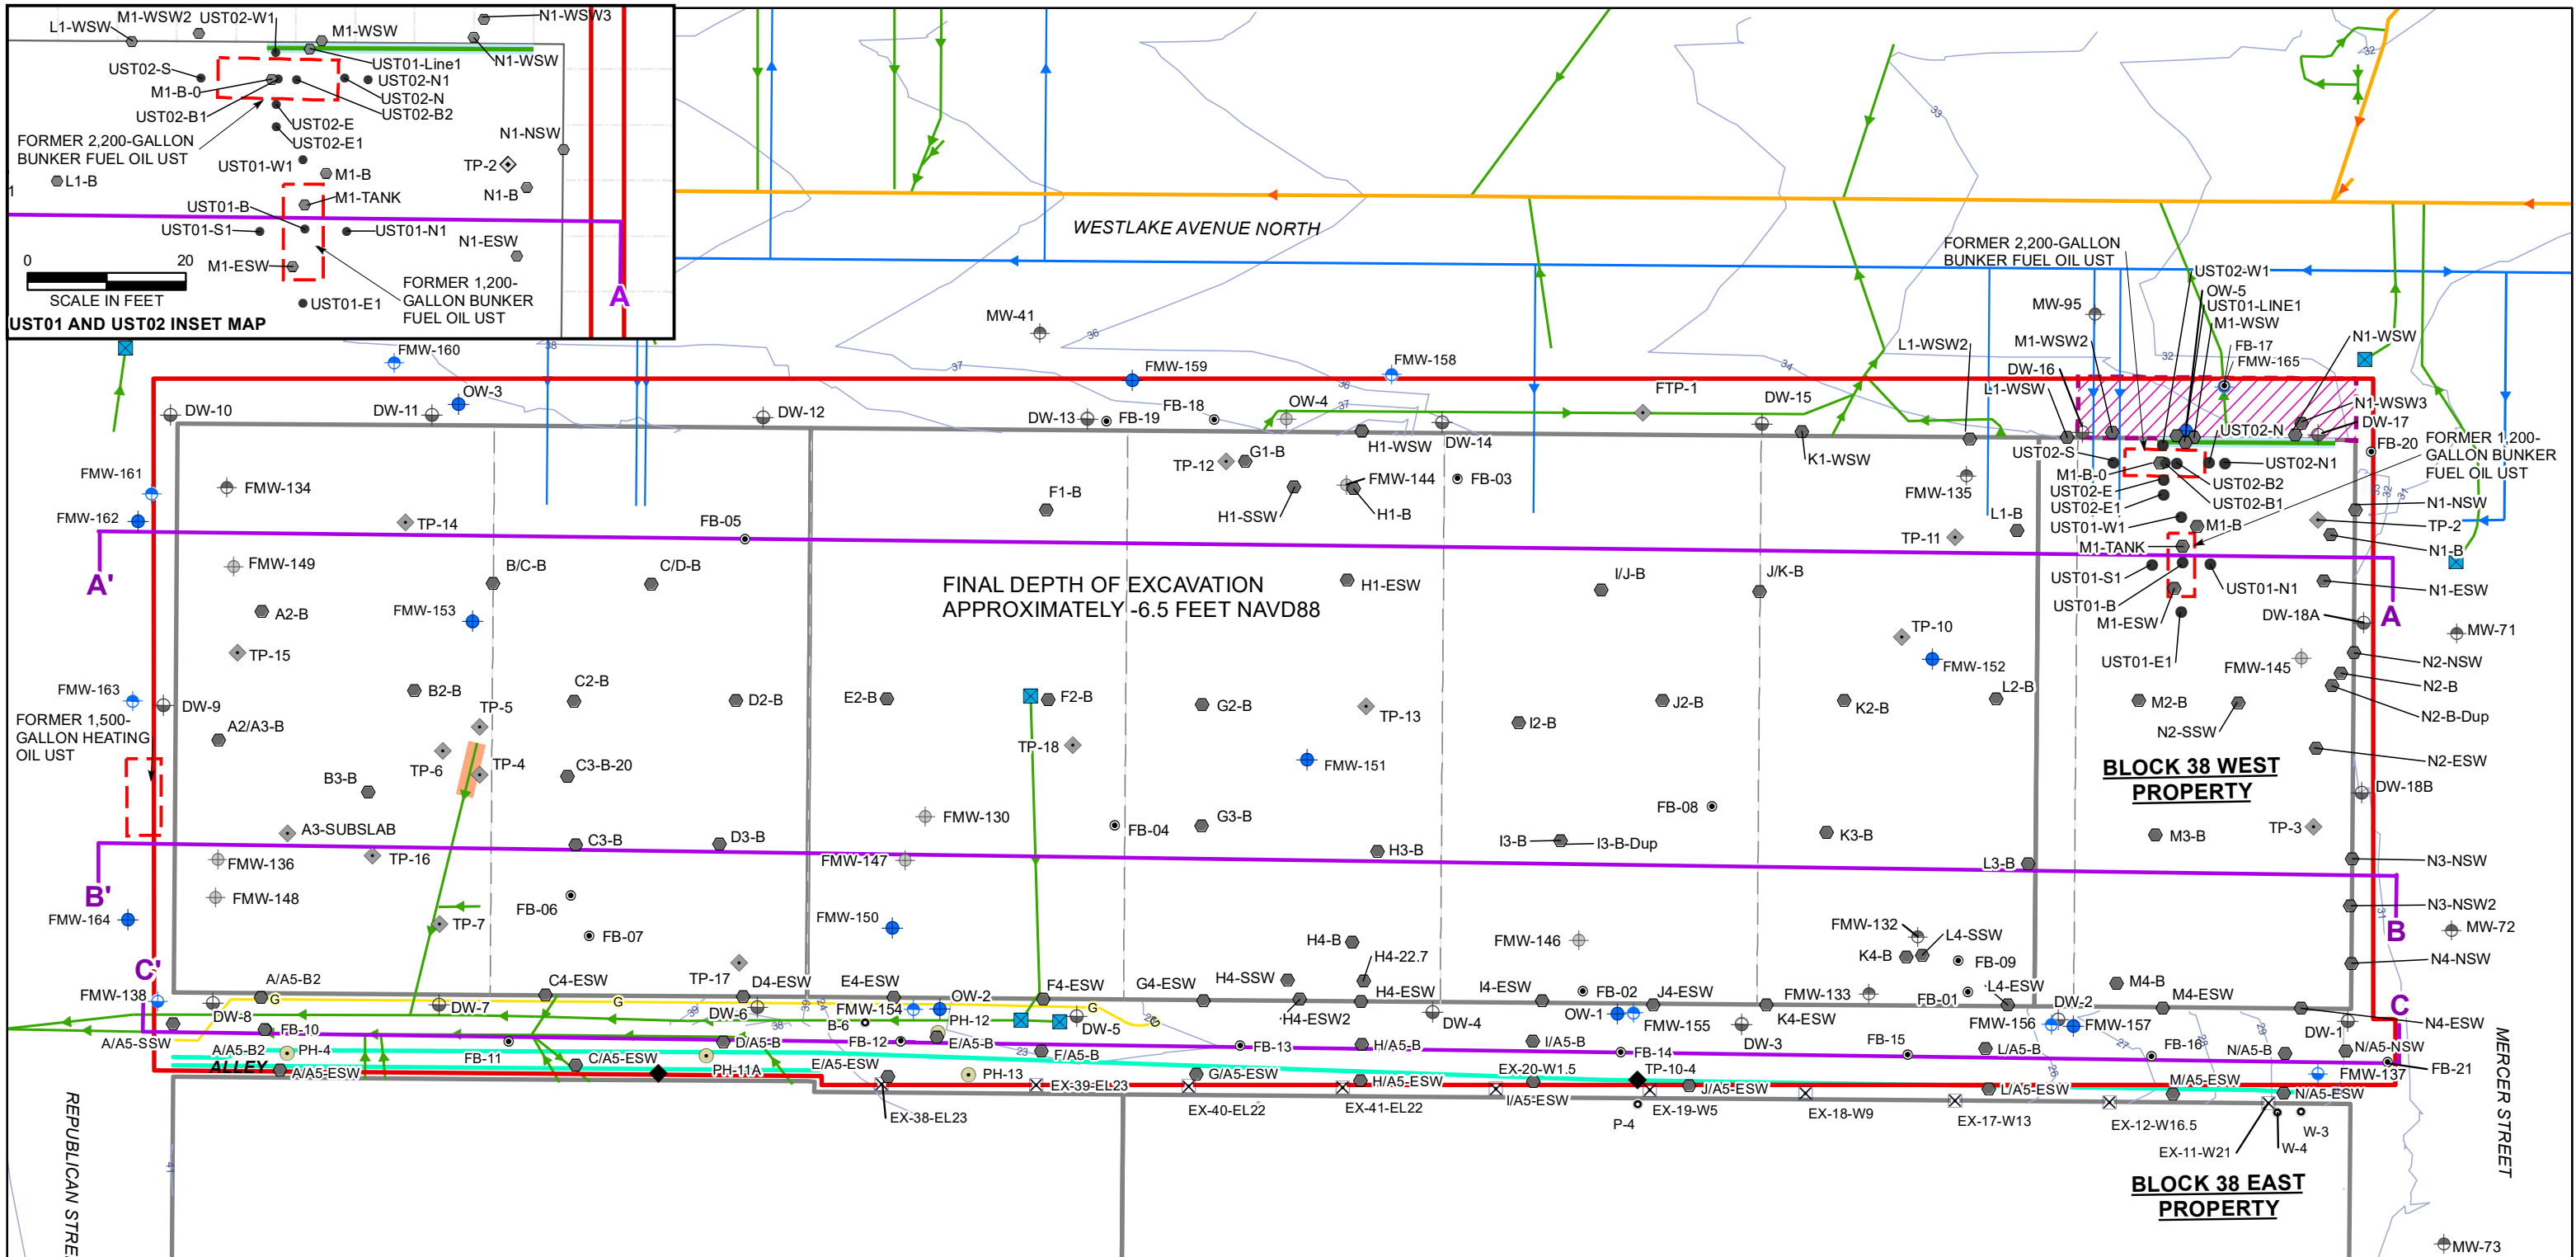 L1-WSW
M1-WSW2
UST02-W1
M1-WSW
N1-WSW3
N1-WSW
UST02-S
UST01-Line1
UST02-N1
M1-B-0
UST02-N
UST02-B1
UST02-B2
UST02-E
FORMER 2,200-GALLON
BUNKER FUEL OIL UST
UST02-E1
N1-NSW
UST01-W1
TP-2
L1-B
M1-B
1
N1-B
M1-TANK
UST01-B
UST01-S1
UST01-N1
N1-ESW
M1-ESW
0
20
SCALE IN FEET
FORMER 1,200-
GALLON BUNKER
FUEL OIL UST
UST01-E1
A
UST01 AND UST02 INSET MAP
WESTLAKE AVENUE NORTH
32
33
FORMER 2,200-GALLON
BUNKER FUEL OIL UST
UST02-W1
OW-5
UST01-LINE1
M1-WSW
MW-95
MW-41
36
38
FMW-160
37
FMW-159
FMW-158
36
37
34
L1-WSW2
M1-WSW2
32
FB-17
FMW-165
N1-WSW
DW-16
L1-WSW
DW-10
DW-11
OW-3
DW-12
DW-13
FB-19
FB-18
OW-4
FTP-1
DW-15
N1-WSW3
DW-17
H1-WSW
DW-14
K1-WSW
UST02-N
FB-20
FORMER 1,200-
GALLON BUNKER
FUEL OIL UST
UST02-S
UST02-N1
FMW-161
FMW-134
TP-12
G1-B
FMW-144
FB-03
FMW-135
M1-B-0
UST02-B2
UST02-E
UST02-B1
UST02-E1
33
32
31
N1-NSW
FMW-162
TP-14
FB-05
F1-B
H1-SSW
H1-B
L1-B
UST01-W1
M1-B
TP-2
TP-11
M1-TANK
N1-B
A'
FMW-149
B/C-B
C/D-B
FINAL DEPTH OF EXCAVATION
APPROXIMATELY -6.5 FEET NAVD88
H1-ESW
I/J-B
J/K-B
UST01-S1
UST01-N1
N1-ESW
A2-B
FMW-153
UST01-B
M1-ESW
DW-18A
A
TP-15
TP-10
MW-71
UST01-E1
FMW-145
FMW-152
N2-NSW
N2-B
FMW-163
DW-9
B2-B
C2-B
D2-B
E2-B
F2-B
G2-B
TP-13
I2-B
J2-B
K2-B
L2-B
M2-B
N2-SSW
N2-B-Dup
FORMER 1,500-
GALLON HEATING
OIL UST
A2/A3-B
TP-5
TP-6
TP-4
TP-18
N2-ESW
C3-B-20
FMW-151
BLOCK 38 WEST
PROPERTY
B3-B
DW-18B
FB-08
A3-SUBSLAB
FMW-130
FB-04
G3-B
TP-3
C3-B
D3-B
I3-B
I3-B-Dup
K3-B
M3-B
FMW-136
TP-16
FMW-147
H3-B
L3-B
N3-NSW
B'
FMW-148
FB-06
FMW-164
TP-7
FB-07
FMW-150
N3-NSW2
31
FMW-132
B
MW-72
H4-B
FMW-146
L4-SSW
K4-B
FB-09
N4-NSW
C'
TP-17
H4-22.7
A/A5-B2
C4-ESW
D4-ESW
E4-ESW
F4-ESW
G4-ESW
H4-SSW
I4-ESW
FB-02
J4-ESW
FMW-133
FB-01
L4-ESW
M4-B
M4-ESW
C
FMW-138
G
G
DW-7
DW-6
FMW-154
OW-2
G
G
H4-ESW
H4-ESW2
OW-1
K4-ESW
DW-2
N4-ESW
39
38
39
24
DW-8
B-6
PH-12
DW-5
DW-4
FMW-155
DW-3
FMW-156
FMW-157
DW-1
FB-10
A/A5-SSW
FB-12
E/A5-B
D/A5-B
H/A5-B
I/A5-B
27
28
29
FB-15
FB-16
A/A5-B2
PH-4
FB-11
C/A5-ESW
23
F/A5-B
FB-13
FB-14
L/A5-B
N/A5-B
N/A5-NSW
ALLEY
A/A5-ESW
PH-11A
E/A5-ESW
PH-13
EX-39-EL23
G/A5-ESW
H/A5-ESW
EX-20-W1.5
TP-10-4
J/A5-ESW
26
L/A5-ESW
M/A5-ESW
FMW-137
FB-21
N/A5-ESW
EX-38-EL23
EX-40-EL22
EX-41-EL22
I/A5-ESW
EX-19-W5
P-4
EX-18-W9
EX-17-W13
EX-12-W16.5
W-3
EX-11-W21
W-4
REPUBLICAN STREE
41
MERCER STREET
BLOCK 38 EAST
PROPERTY
MW-73